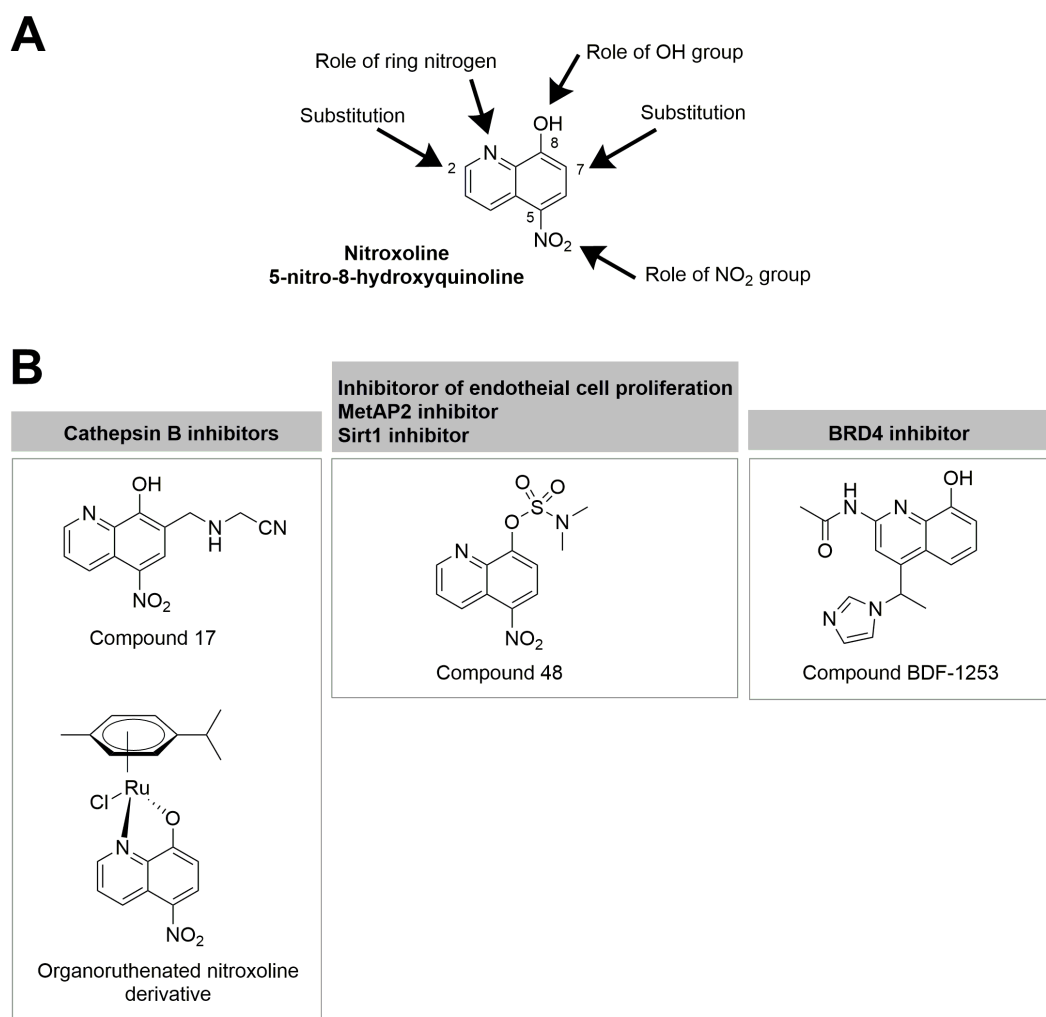 A
Role of ring nitrogen
Role of OH group
Substitution
Substitution
OH
8
N
2
7
5
NO2
Nitroxoline
5-nitro-8-hydroxyquinoline
Role of NO2 group
B
Cathepsin B inhibitors
Inhibitoror of endotheial cell proliferation
MetAP2 inhibitor
Sirt1 inhibitor
BRD4 inhibitor
OH
N
N
H
CN
NO2
Compound 17
O O
S
O N
N
NO2
Compound 48
OH
H
N N
O
N
N
Compound BDF-1253
Ru
Cl
O
N
NO2
Organoruthenated nitroxoline
derivative